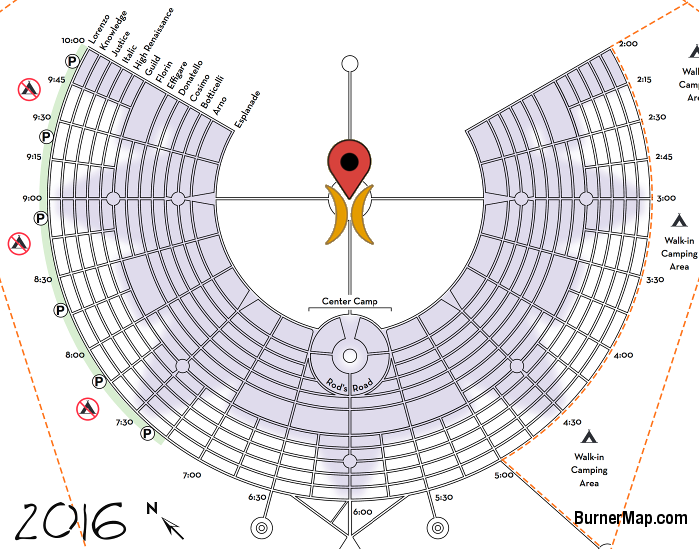 10:00
Lorenzo
Knowledge
Justice
Italic
High Renaissance
Guild
Florin
Effigare
Donatello
Cosimo
Botticelli
Arno
Esplanade
2:00
P
9:45
2:15
Walk-in
Camping
Area
9:30
2:30
P
9:15
2:45
9:00
3:00
P
Walk-in
Camping
Area
8:30
3:30
Center Camp
P
8:00
4:00
Rod's Road
P
7:30
4:30
P
Walk-in
Camping
Area
7:00
5:00
6:30
5:30
6:00
2016
N
BurnerMap.com